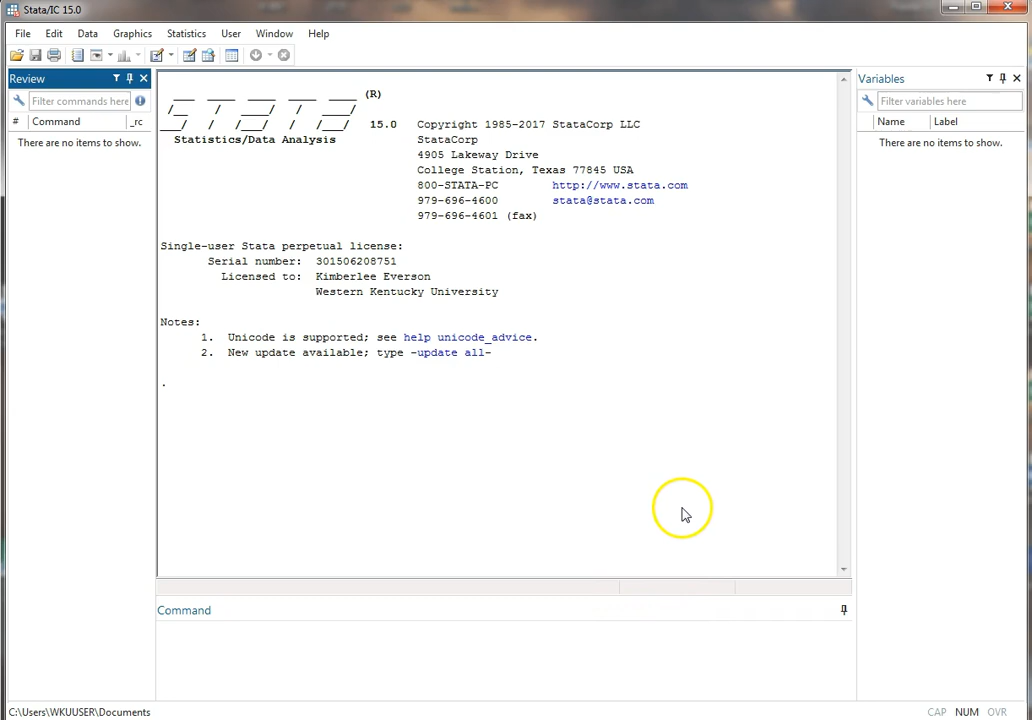 Stata/IC 15.0
File Edit Data Graphics Statistics User Window Help
Review
Filter commands here
# Command _rc
There are no items to show.
(R)
STATA 15.0 Copyright 1985-2017 StataCorp LLC
Statistics/Data Analysis StataCorp
4905 Lakeway Drive
College Station, Texas 77845 USA
800-STATA-PC http://www.stata.com
979-696-4600 stata@stata.com
979-696-4601 (fax)
Single-user Stata perpetual license:
Serial number: 301506208751
Licensed to: Kimberlee Everson
Western Kentucky University
Notes:
1. Unicode is supported; see help unicode_advice.
2. New update available; type -update all-
.
Command
Variables
Filter variables here
Name Label
There are no items to show.
C:\Users\WKUUSER\Documents
CAP NUM OVR